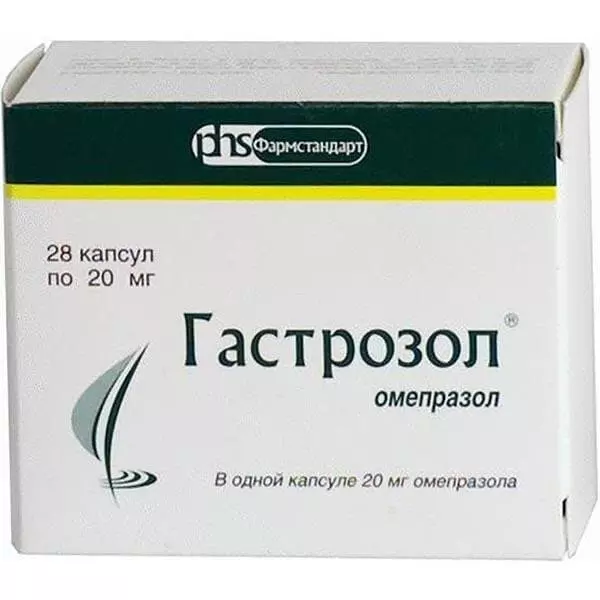 phs Фармстандарт
28 капсул
по 20 мг
Гастрозол®
омепразол
В одной капсуле 20 мг омепразола